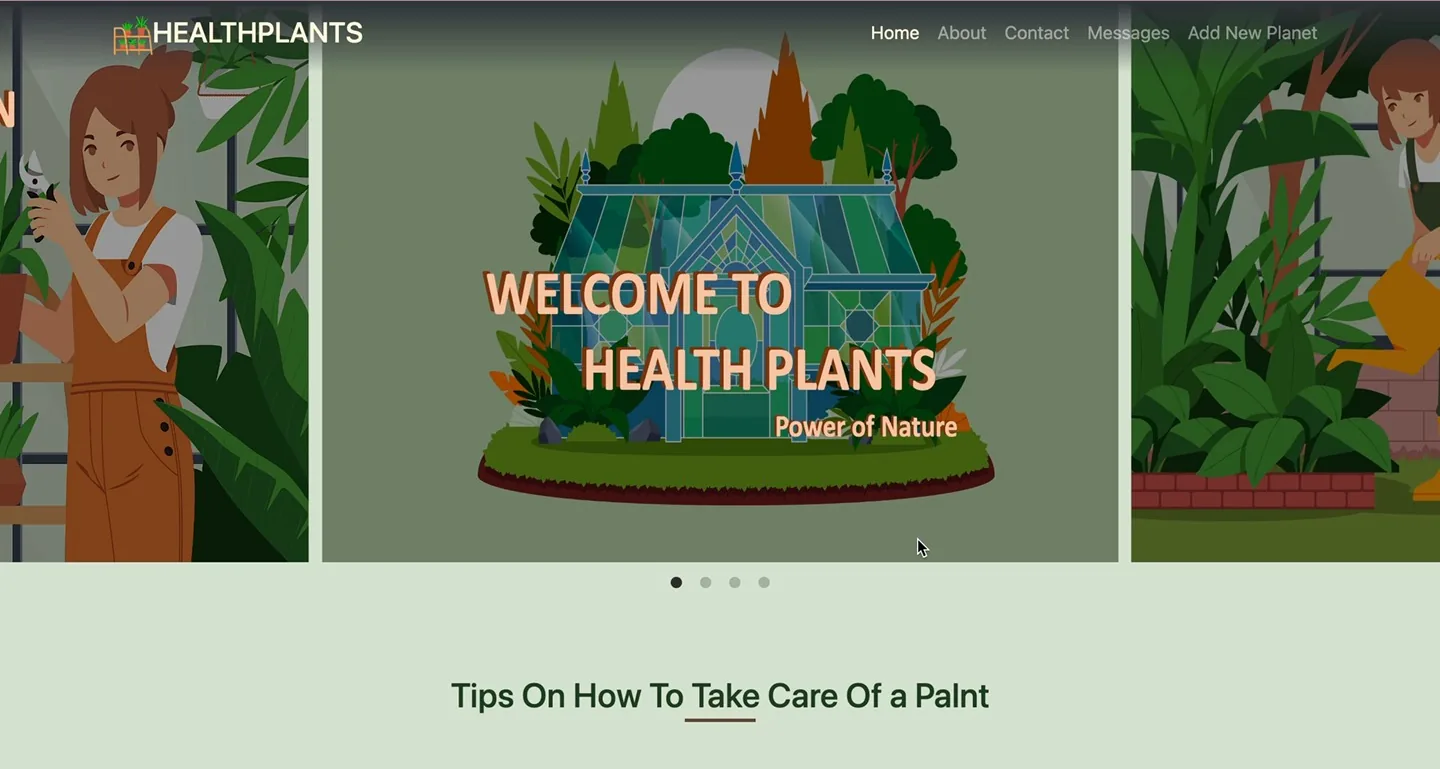 HEALTHPLANTS
Home About Contact Messages Add New Planet
N
WELCOME TO
HEALTH PLANTS
Power of Nature
Tips On How To Take Care Of a Palnt